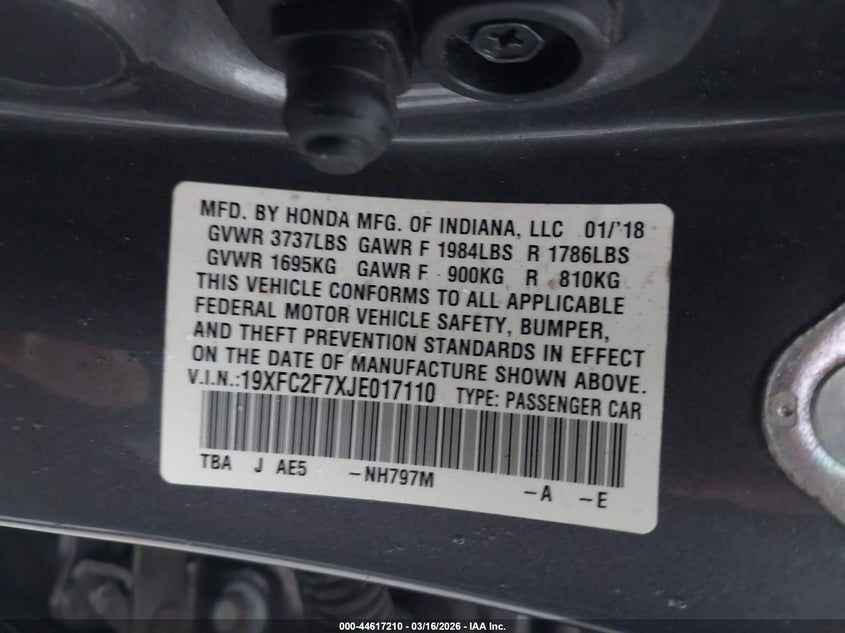 MFD. BY HONDA MFG. OF INDIANA, LLC 01/'18
GVWR 3737LBS GAWR F 1984LBS R 1786LBS
GVWR 1695KG GAWR F 900KG R 810KG
THIS VEHICLE CONFORMS TO ALL APPLICABLE
FEDERAL MOTOR VEHICLE SAFETY, BUMPER,
AND THEFT PREVENTION STANDARDS IN EFFECT
ON THE DATE OF MANUFACTURE SHOWN ABOVE.
V.I.N.:19XFC2F7XJE017110 TYPE: PASSENGER CAR
TBA J AE5 -NH797M -A -E
000-44617210 - 03/16/2026 - IAA Inc.